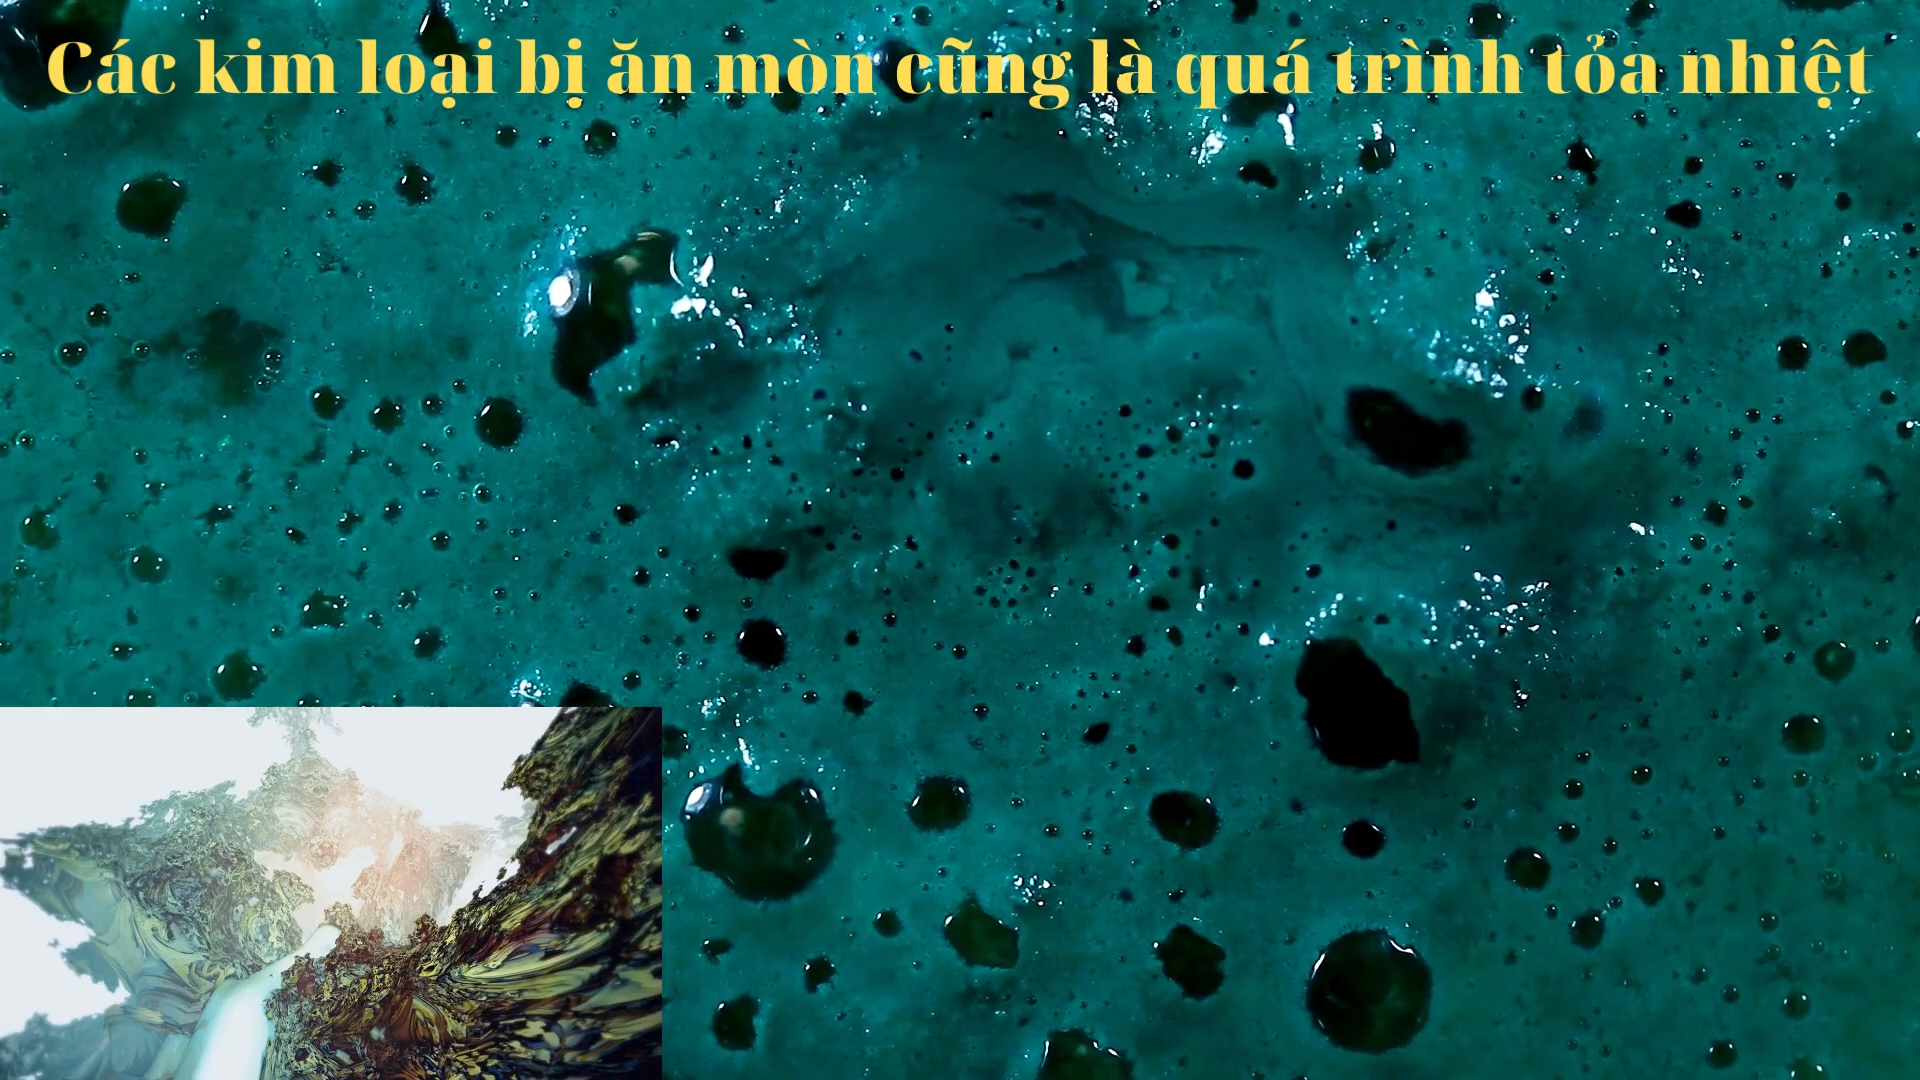 Các kim loại bị ăn mòn cũng là quá trình tỏa nhiệt